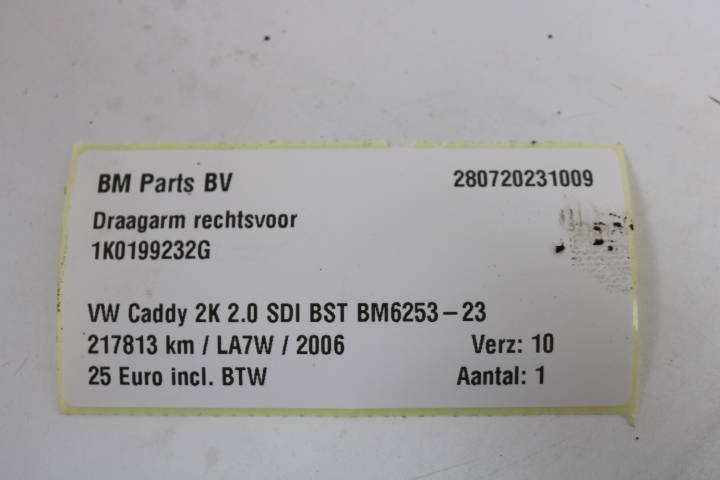 BM Parts BV 280720231009
Draagarm rechtsvoor
1K0199232G
VW Caddy 2K 2.0 SDI BST BM6253-23
217813 km / LA7W / 2006 Verz: 10
25 Euro incl. BTW Aantal: 1